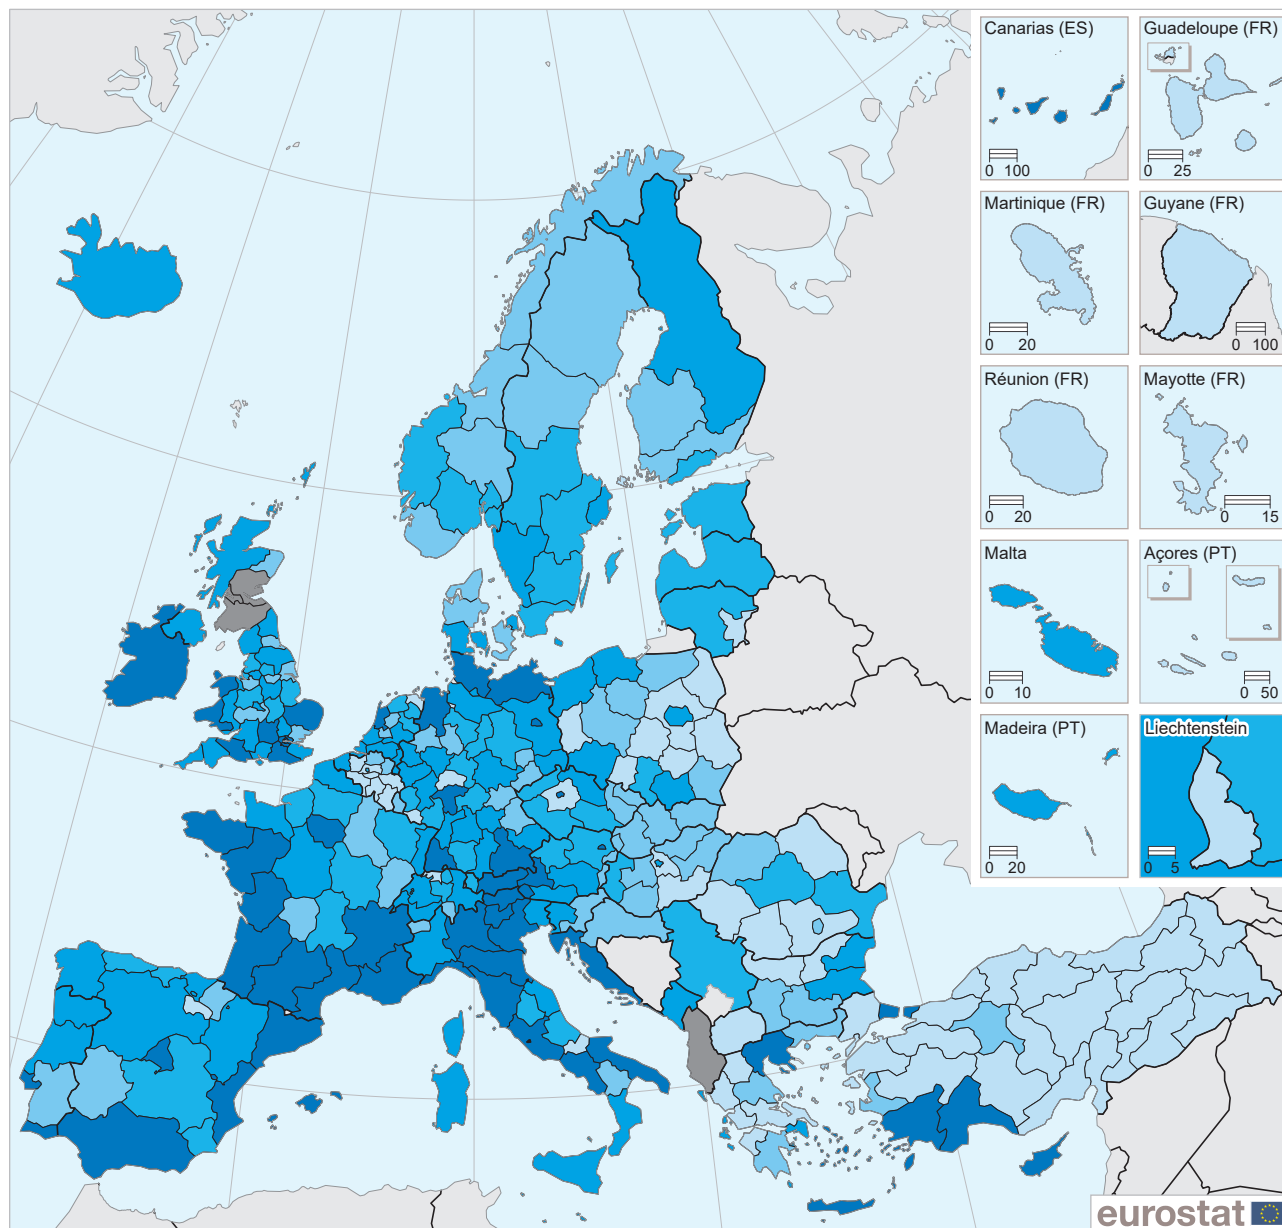 Canarias (ES)
0 100
Guadeloupe (FR)
0 25
Martinique (FR)
0 20
Guyane (FR)
0 100
Réunion (FR)
0 20
Mayotte (FR)
0 15
Malta
0 10
Açores (PT)
0 50
Madeira (PT)
0 20
Liechtenstein
0 5
eurostat